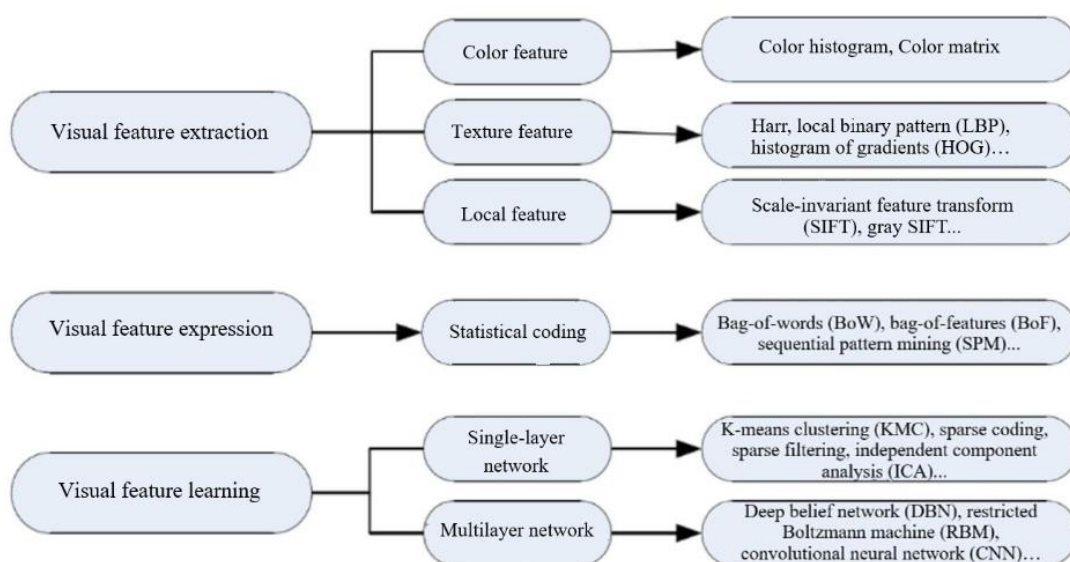 Visual feature extraction
Color feature
Color histogram, Color matrix
Texture feature
Harr, local binary pattern (LBP),
histogram of gradients (HOG)…
Local feature
Scale-invariant feature transform
(SIFT), gray SIFT...
Visual feature expression
Statistical coding
Bag-of-words (BoW), bag-of-features (BoF),
sequential pattern mining (SPM)...
Visual feature learning
Single-layer
network
K-means clustering (KMC), sparse coding,
sparse filtering, independent component
analysis (ICA)...
Multilayer network
Deep belief network (DBN), restricted
Boltzmann machine (RBM),
convolutional neural network (CNN)…